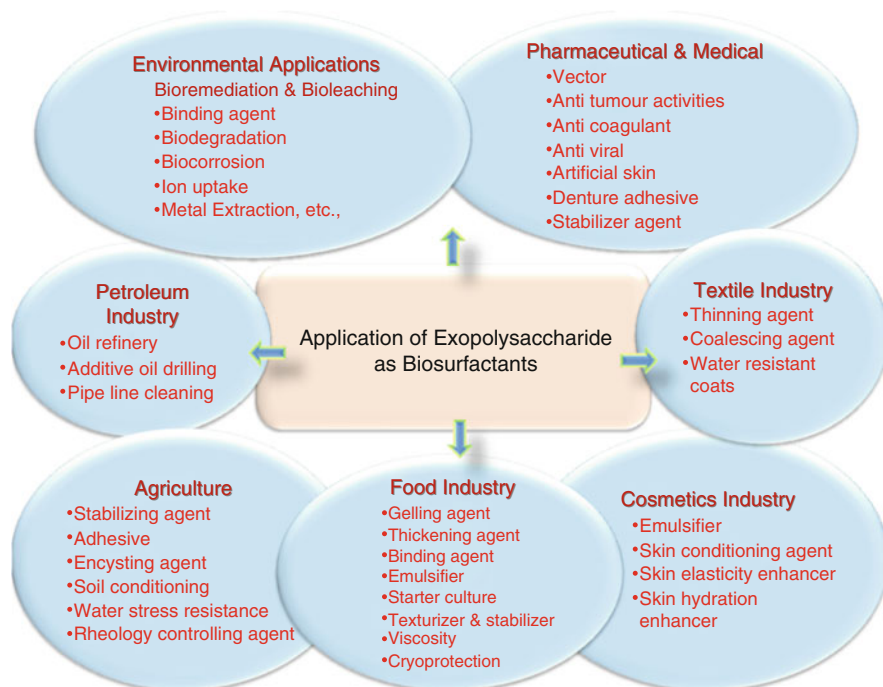 Environmental Applications
Bioremediation & Bioleaching
•Binding agent
•Biodegradation
•Biocorrosion
•Ion uptake
•Metal Extraction, etc.,
Pharmaceutical & Medical
•Vector
•Anti tumour activities
•Anti coagulant
•Anti viral
•Artificial skin
•Denture adhesive
•Stabilizer agent
Petroleum
Industry
•Oil refinery
•Additive oil drilling
•Pipe line cleaning
Application of Exopolysaccharide
as Biosurfactants
Textile Industry
•Thinning agent
•Coalescing agent
•Water resistant
coats
Agriculture
•Stabilizing agent
•Adhesive
•Encysting agent
•Soil conditioning
•Water stress resistance
•Rheology controlling agent
Food Industry
•Gelling agent
•Thickening agent
•Binding agent
•Emulsifier
•Starter culture
•Texturizer & stabilizer
•Viscosity
•Cryoprotection
Cosmetics Industry
•Emulsifier
•Skin conditioning agent
•Skin elasticity enhancer
•Skin hydration
enhancer